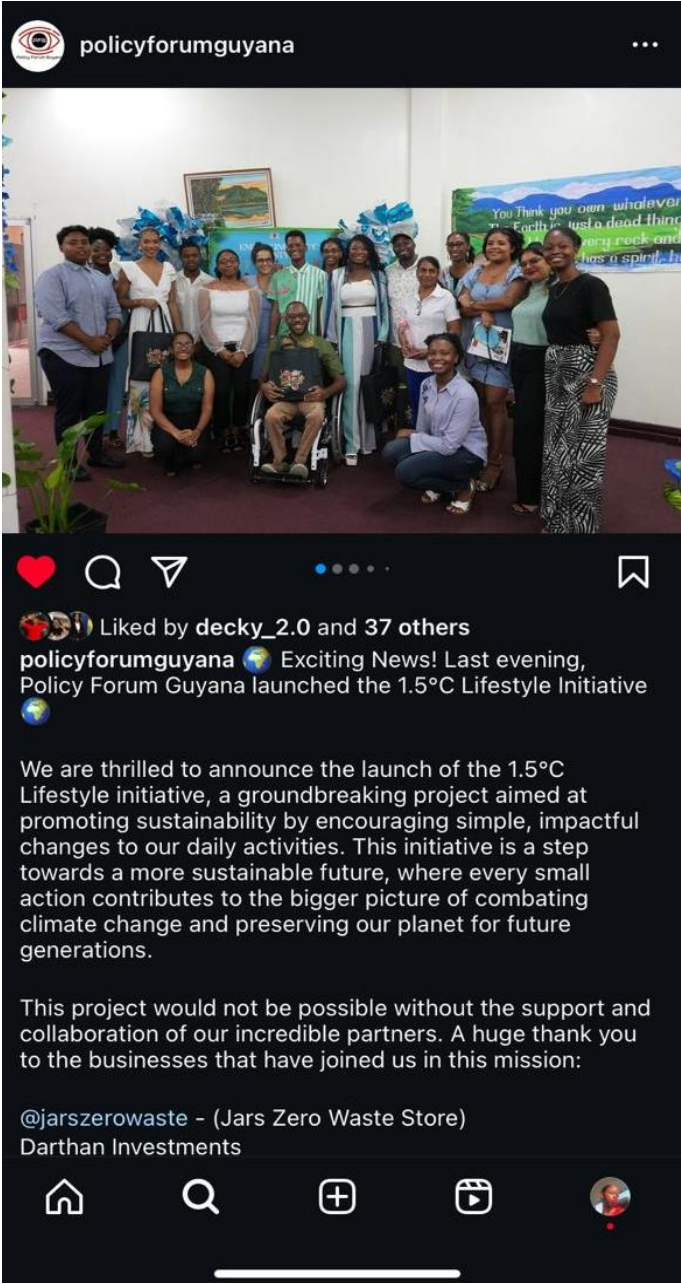 policyforumguyana
You Think you own whatever
Earth is just a dead thing
very rock and
has a spirit,
Liked by decky_2.0 and 37 others
policyforumguyana 🌍 Exciting News! Last evening,
Policy Forum Guyana launched the 1.5°C Lifestyle Initiative
🌍
We are thrilled to announce the launch of the 1.5°C
Lifestyle initiative, a groundbreaking project aimed at
promoting sustainability by encouraging simple, impactful
changes to our daily activities. This initiative is a step
towards a more sustainable future, where every small
action contributes to the bigger picture of combating
climate change and preserving our planet for future
generations.
This project would not be possible without the support and
collaboration of our incredible partners. A huge thank you
to the businesses that have joined us in this mission:
@jarszerowaste - (Jars Zero Waste Store)
Darthan Investments